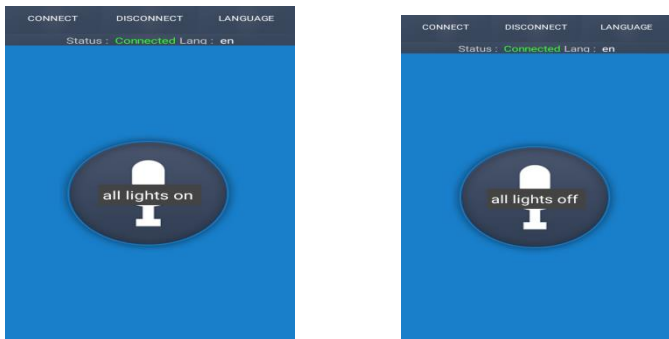 CONNECT DISCONNECT LANGUAGE
Status : Connected Lang : en
all lights on
CONNECT DISCONNECT LANGUAGE
Status : Connected Lang : en
all lights off